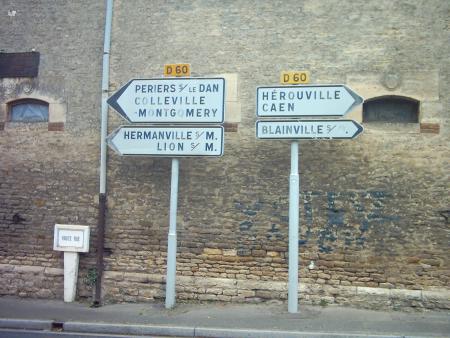 D 60
PERIERS S/ LE DAN
COLLEVILLE
-MONTGOMERY
HERMANVILLE S/ M.
LION S/ M.
D 60
HÉROUVILLE
CAEN
BLAINVILLE S/ O.